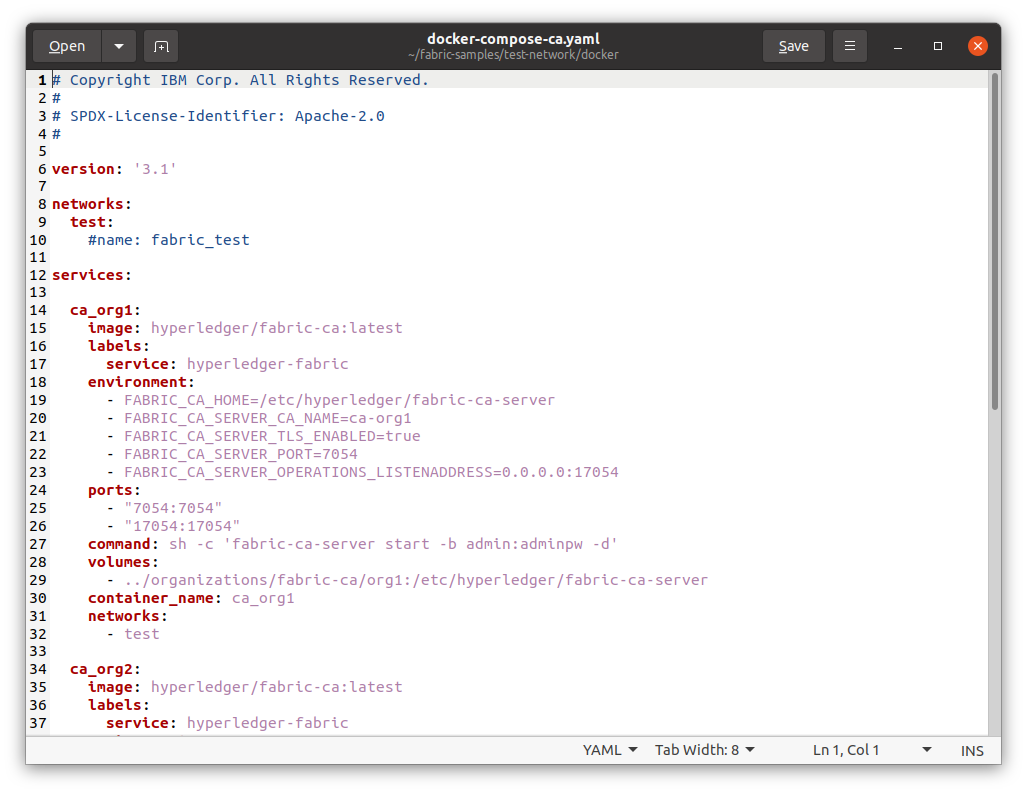 Open
docker-compose-ca.yaml
~/fabric-samples/test-network/docker
Save
1 # Copyright IBM Corp. All Rights Reserved.
2 #
3 # SPDX-License-Identifier: Apache-2.0
4 #
5
6 version: '3.1'
7
8 networks:
9   test:
10     #name: fabric_test
11
12 services:
13
14   ca_org1:
15     image: hyperledger/fabric-ca:latest
16     labels:
17       service: hyperledger-fabric
18     environment:
19       - FABRIC_CA_HOME=/etc/hyperledger/fabric-ca-server
20       - FABRIC_CA_SERVER_CA_NAME=ca-org1
21       - FABRIC_CA_SERVER_TLS_ENABLED=true
22       - FABRIC_CA_SERVER_PORT=7054
23       - FABRIC_CA_SERVER_OPERATIONS_LISTENADDRESS=0.0.0.0:17054
24     ports:
25       - "7054:7054"
26       - "17054:17054"
27     command: sh -c 'fabric-ca-server start -b admin:adminpw -d'
28     volumes:
29       - ../organizations/fabric-ca/org1:/etc/hyperledger/fabric-ca-server
30     container_name: ca_org1
31     networks:
32       - test
33
34   ca_org2:
35     image: hyperledger/fabric-ca:latest
36     labels:
37       service: hyperledger-fabric
YAML
Tab Width: 8
Ln 1, Col 1
INS